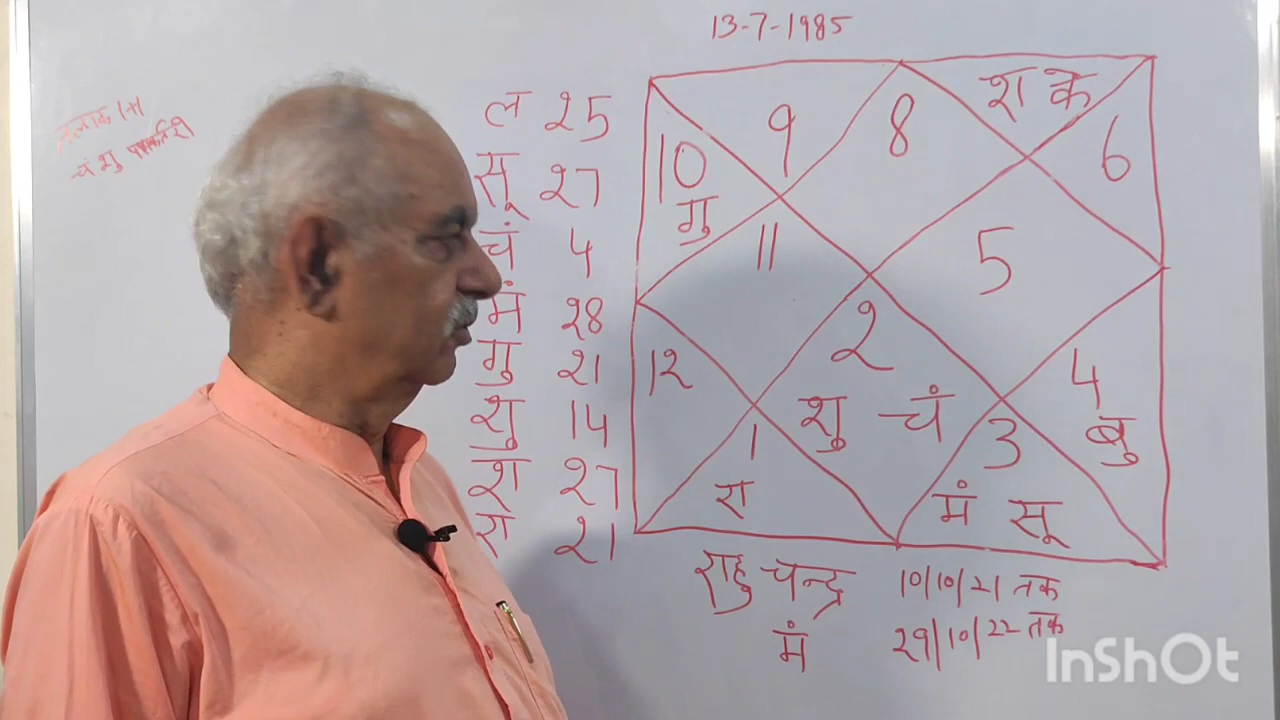 13-7-1985
ल 25
सू 27
चं 4
मं 28
गु 21
शु 14
श 27
रा 21
चं शु
9
8
श के
10
गु
6
11
5
12
2
शु चं
4
बु
1
रा
3
मं सू
राहु चन्द्र 10/10/21 तक
मं 29/10/22 तक
InShOt